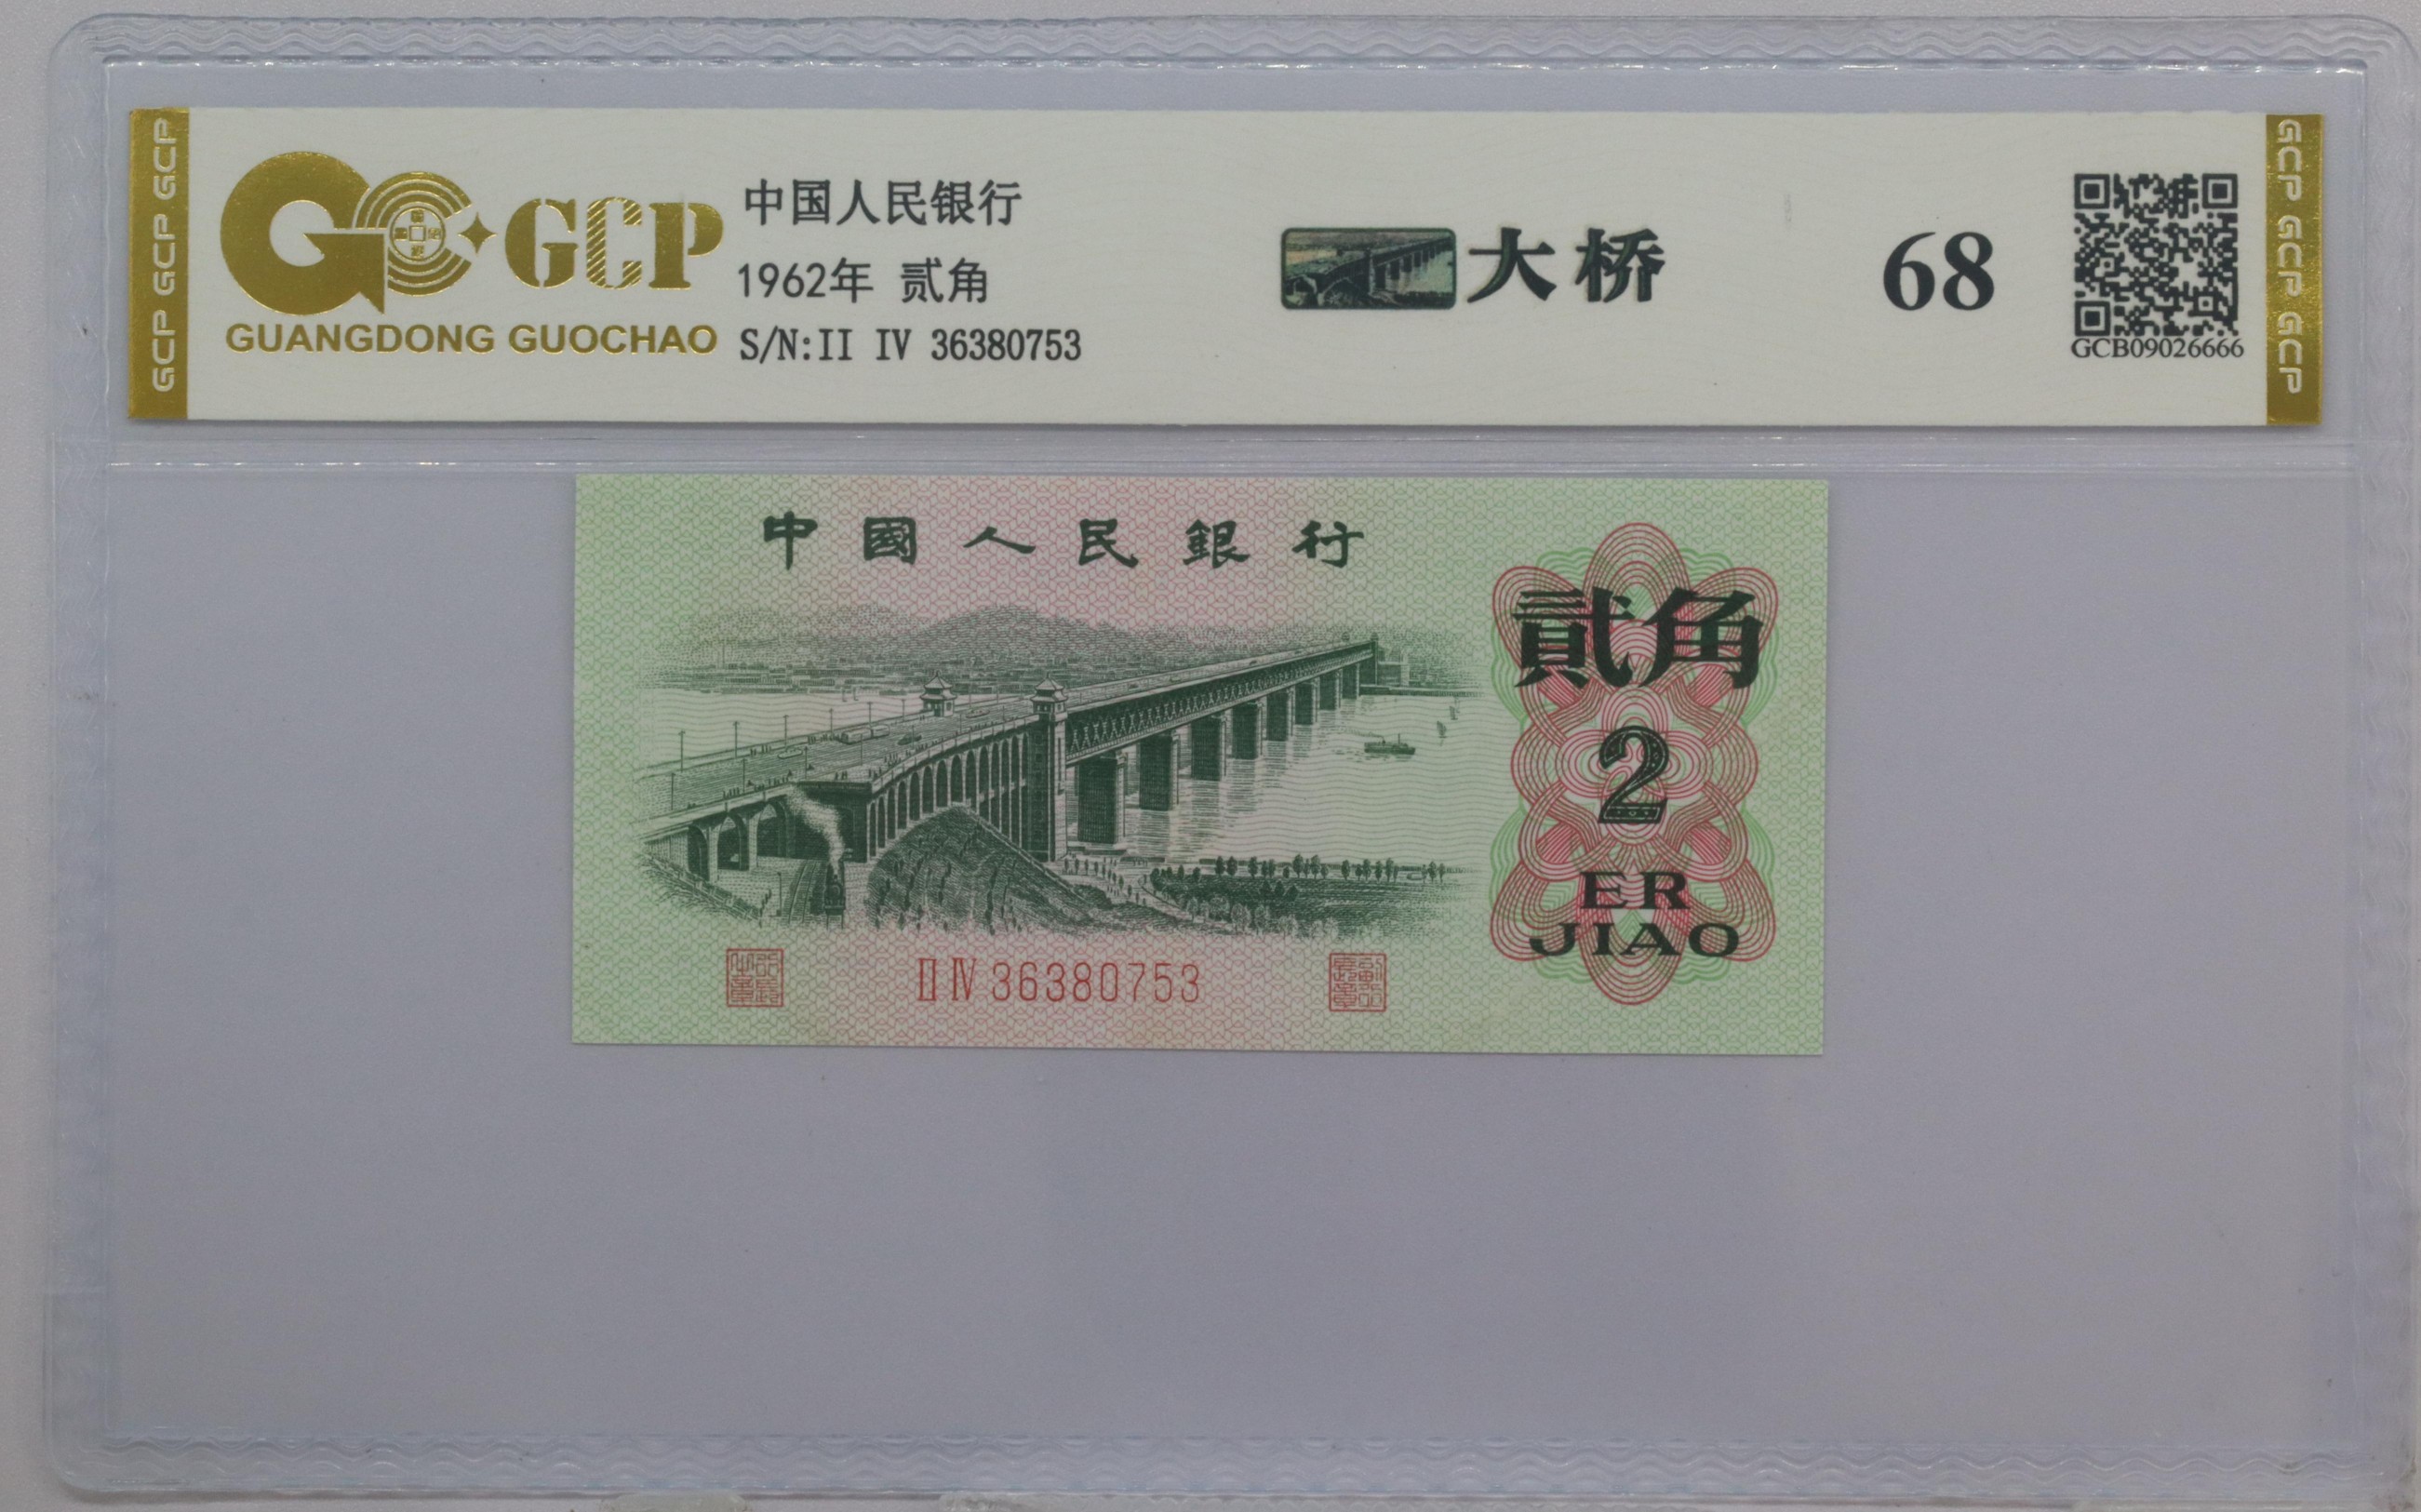 GCP GCP GCP
GCP
GUANGDONG GUOCHAO
中国人民银行
1962年 贰角
S/N:II IV 36380753
大桥
68
GCB09026666
GCP GCP GCP
中國人民銀行
貳角
2
ER
JIAO
II IV 36380753